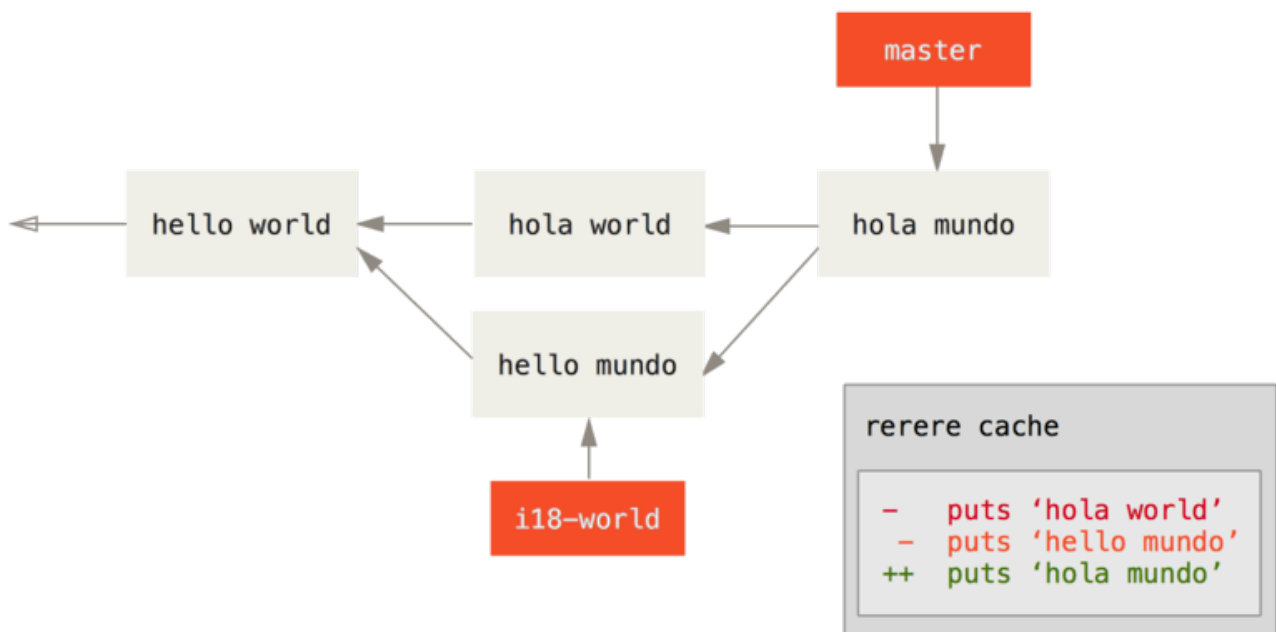 master
hello world
hola world
hola mundo
hello mundo
i18–world
rerere cache
–   puts ‘hola world’
 –  puts ‘hello mundo’
++  puts ‘hola mundo’